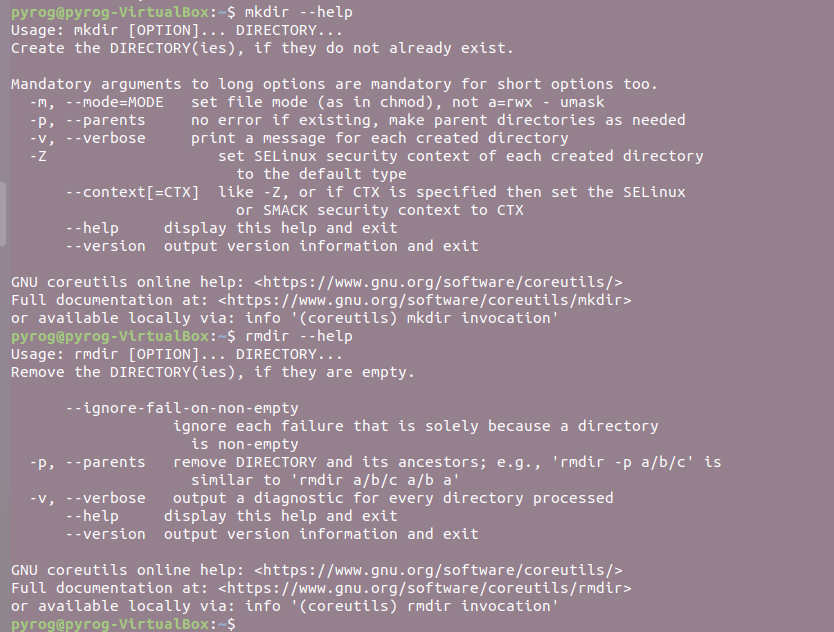 pyrog@pyrog-VirtualBox:~$ mkdir --help
Usage: mkdir [OPTION]... DIRECTORY...
Create the DIRECTORY(ies), if they do not already exist.

Mandatory arguments to long options are mandatory for short options too.
  -m, --mode=MODE   set file mode (as in chmod), not a=rwx - umask
  -p, --parents     no error if existing, make parent directories as needed
  -v, --verbose     print a message for each created directory
  -Z                   set SELinux security context of each created directory
                         to the default type
      --context[=CTX]  like -Z, or if CTX is specified then set the SELinux
                         or SMACK security context to CTX
      --help     display this help and exit
      --version  output version information and exit

GNU coreutils online help: <https://www.gnu.org/software/coreutils/>
Full documentation at: <https://www.gnu.org/software/coreutils/mkdir>
or available locally via: info '(coreutils) mkdir invocation'
pyrog@pyrog-VirtualBox:~$ rmdir --help
Usage: rmdir [OPTION]... DIRECTORY...
Remove the DIRECTORY(ies), if they are empty.

      --ignore-fail-on-non-empty
                  ignore each failure that is solely because a directory
                    is non-empty
  -p, --parents   remove DIRECTORY and its ancestors; e.g., 'rmdir -p a/b/c' is
                    similar to 'rmdir a/b/c a/b a'
  -v, --verbose   output a diagnostic for every directory processed
      --help     display this help and exit
      --version  output version information and exit

GNU coreutils online help: <https://www.gnu.org/software/coreutils/>
Full documentation at: <https://www.gnu.org/software/coreutils/rmdir>
or available locally via: info '(coreutils) rmdir invocation'
pyrog@pyrog-VirtualBox:~$